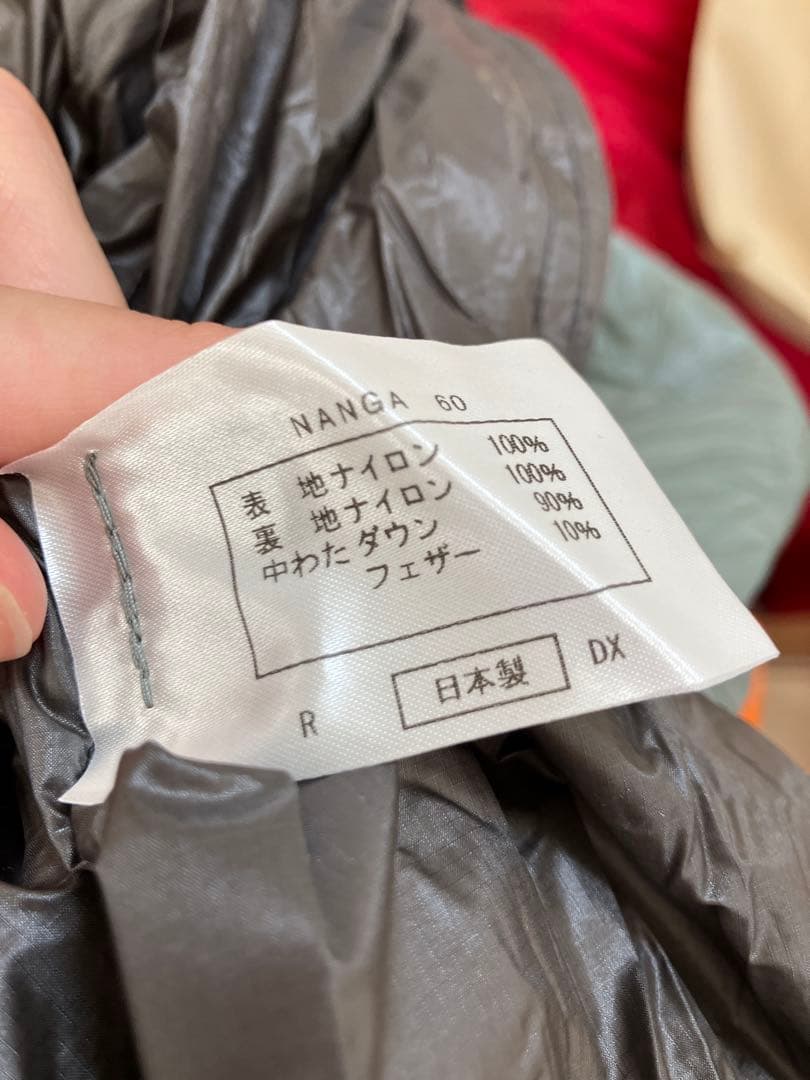 NANGA 60
表 地ナイロン 100%
裏 地ナイロン 100%
中わたダウン 90%
フェザー 10%
R 日本製 DX